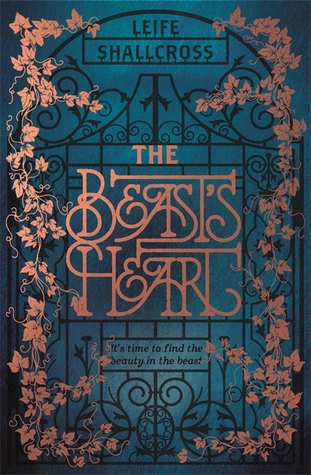 LEIFE
SHALLCROSS
THE
BEAST'S
HEART
It's time to find the
beauty in the beast